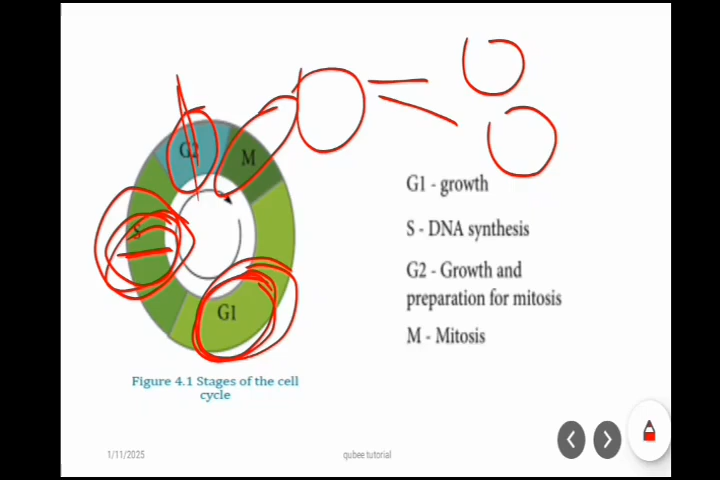 G2
M
G1 - growth
S
S - DNA synthesis
G2 - Growth and
preparation for mitosis
G1
M - Mitosis
Figure 4.1 Stages of the cell
cycle
1/11/2025
qubee tutorial